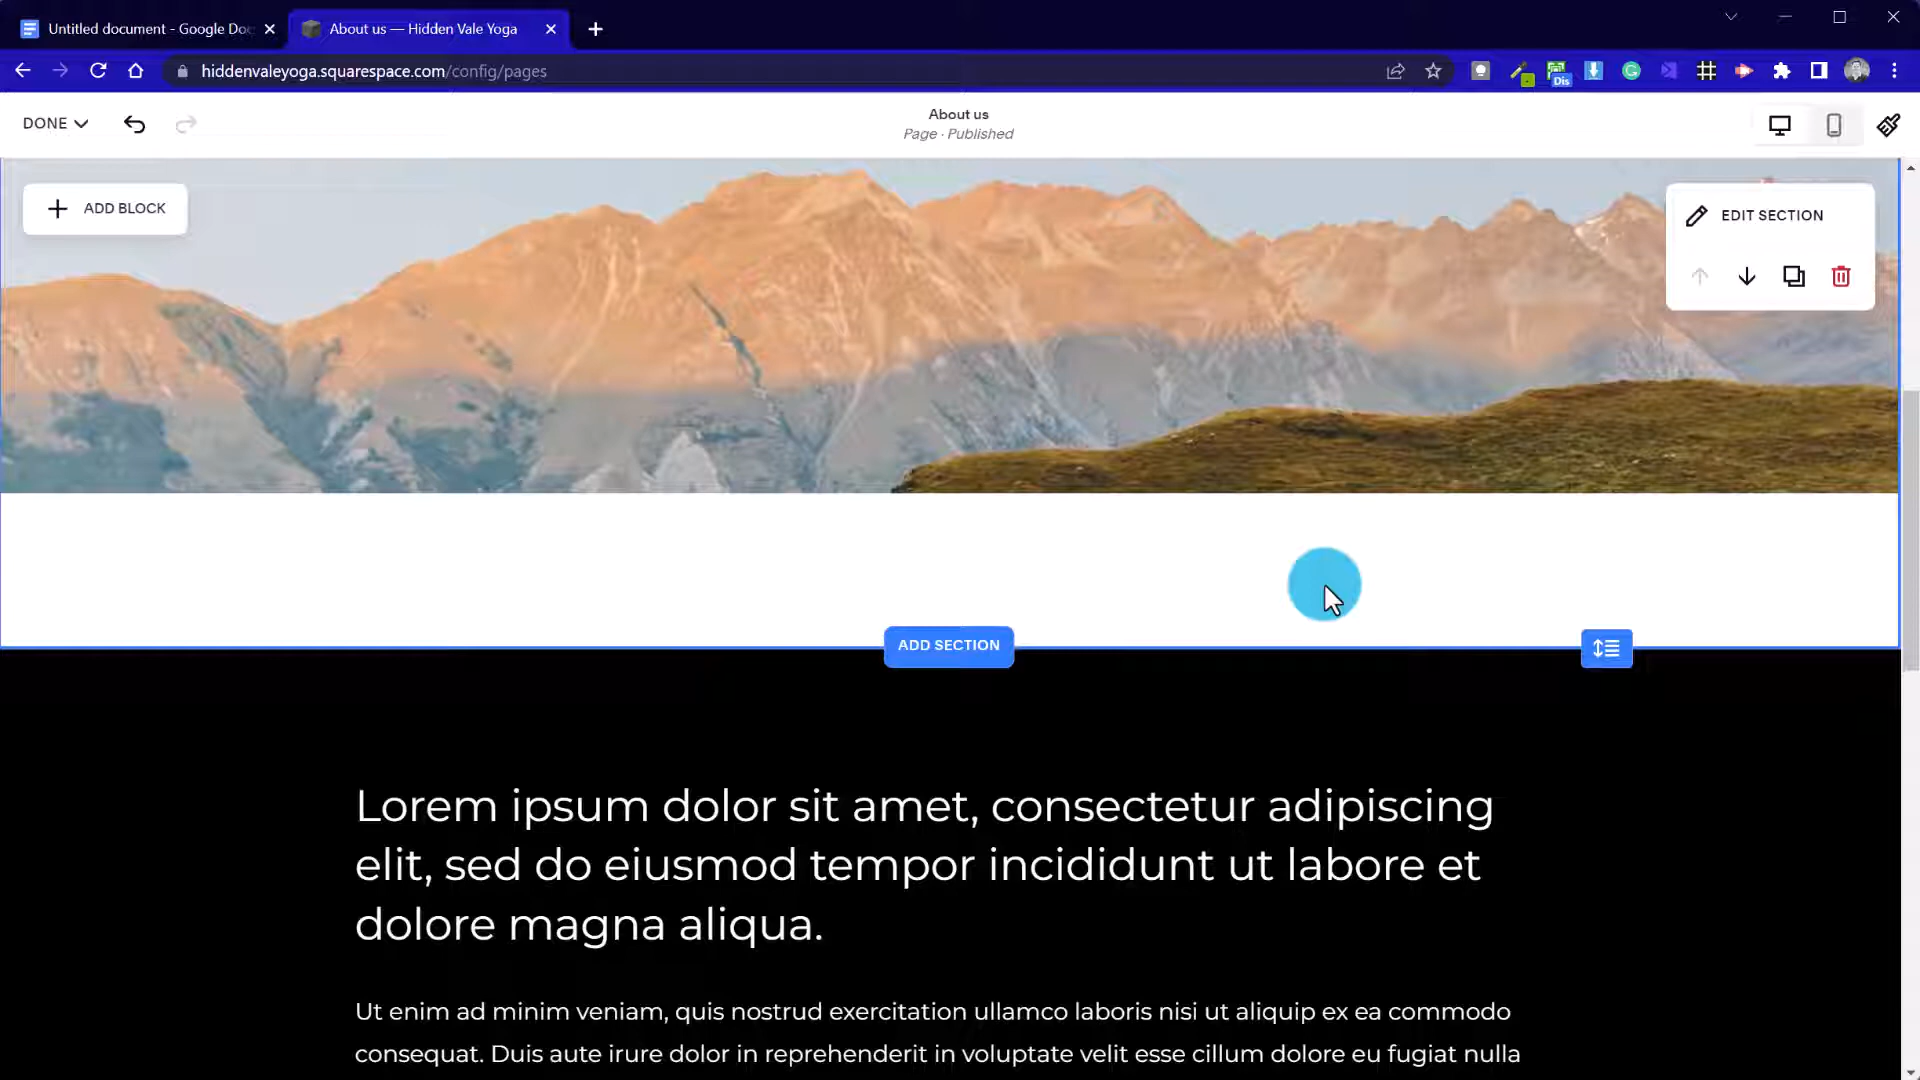 Untitled document - Google Doc
About us — Hidden Vale Yoga
hiddenvaleyoga.squarespace.com/config/pages
Dis
DONE
About us
Page · Published
ADD BLOCK
EDIT SECTION
ADD SECTION
Lorem ipsum dolor sit amet, consectetur adipiscing
elit, sed do eiusmod tempor incididunt ut labore et
dolore magna aliqua.
Ut enim ad minim veniam, quis nostrud exercitation ullamco laboris nisi ut aliquip ex ea commodo
consequat. Duis aute irure dolor in reprehenderit in voluptate velit esse cillum dolore eu fugiat nulla